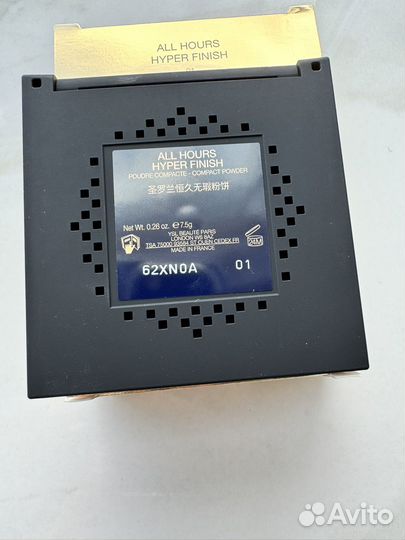 ALL HOURS
HYPER FINISH
01
ALL HOURS
HYPER FINISH
POUDRE COMPACTE - COMPACT POWDER
圣罗兰恒久无瑕粉饼
Net Wt. 0.26 oz. ℮7.5g
YSL BEAUTÉ PARIS
LONDON W6 8AZ
TSA 75000 93584 ST OUEN CEDEX FR
MADE IN FRANCE
24M
62XN0A 01
Avito